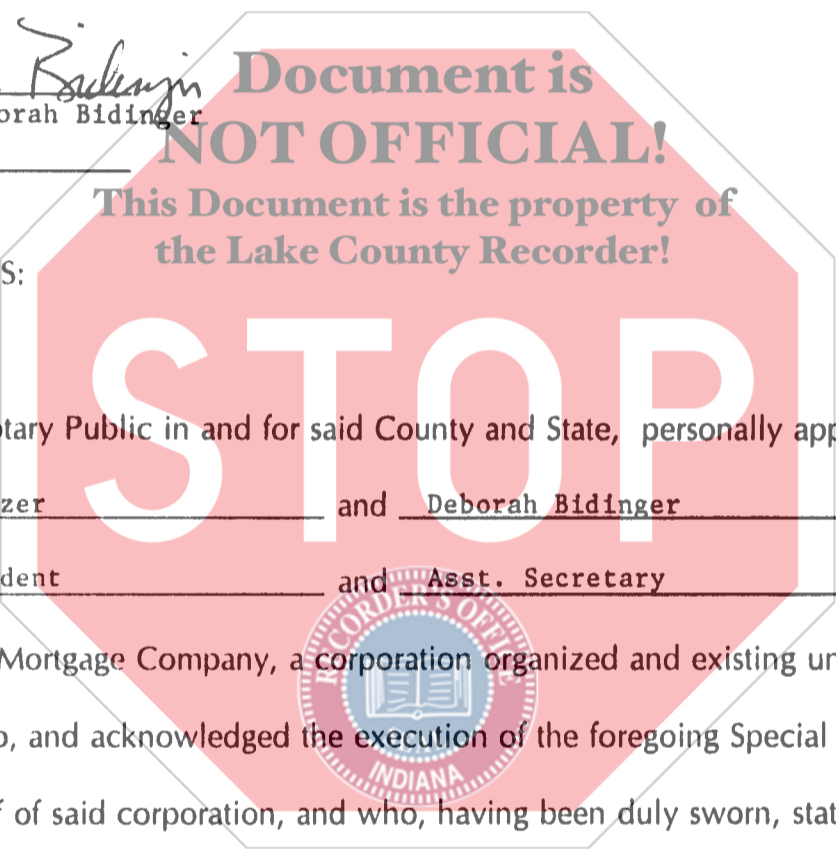 Bidinger
orah Bidinger
Document is
NOT OFFICIAL!
This Document is the property of
the Lake County Recorder!
S:
STOP
tary Public in and for said County and State, personally app
zer and Deborah Bidinger
dent and Asst. Secretary
Mortgage Company, a corporation organized and existing un
o, and acknowledged the execution of the foregoing Special
f of said corporation, and who, having been duly sworn, stat
RECORDER'S OFFICE
INDIANA